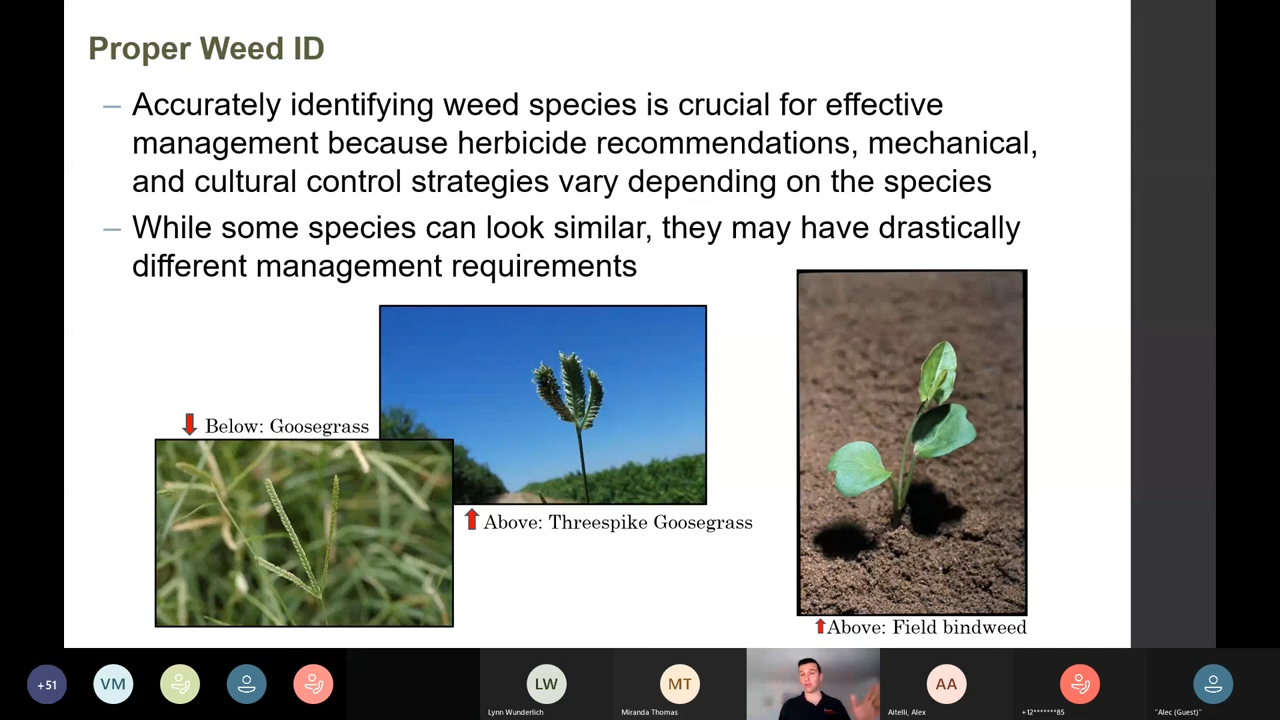 Proper Weed ID
– Accurately identifying weed species is crucial for effective
management because herbicide recommendations, mechanical,
and cultural control strategies vary depending on the species
– While some species can look similar, they may have drastically
different management requirements
Below: Goosegrass
Above: Threespike Goosegrass
Above: Field bindweed
+51
VM
LW
MT
AA
Lynn Wunderlich
Miranda Thomas
Aitelli, Alex
+12*******85
"Alec (Guest)"